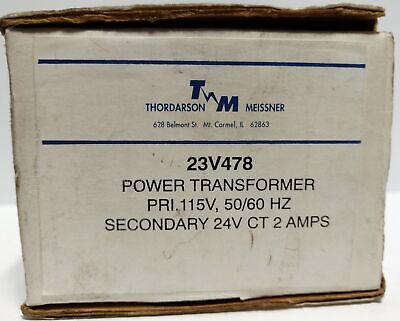 TM
THORDARSON MEISSNER
628 Belmont St. Mt. Carmel, IL 62863
23V478
POWER TRANSFORMER
PRI.115V, 50/60 HZ
SECONDARY 24V CT 2 AMPS